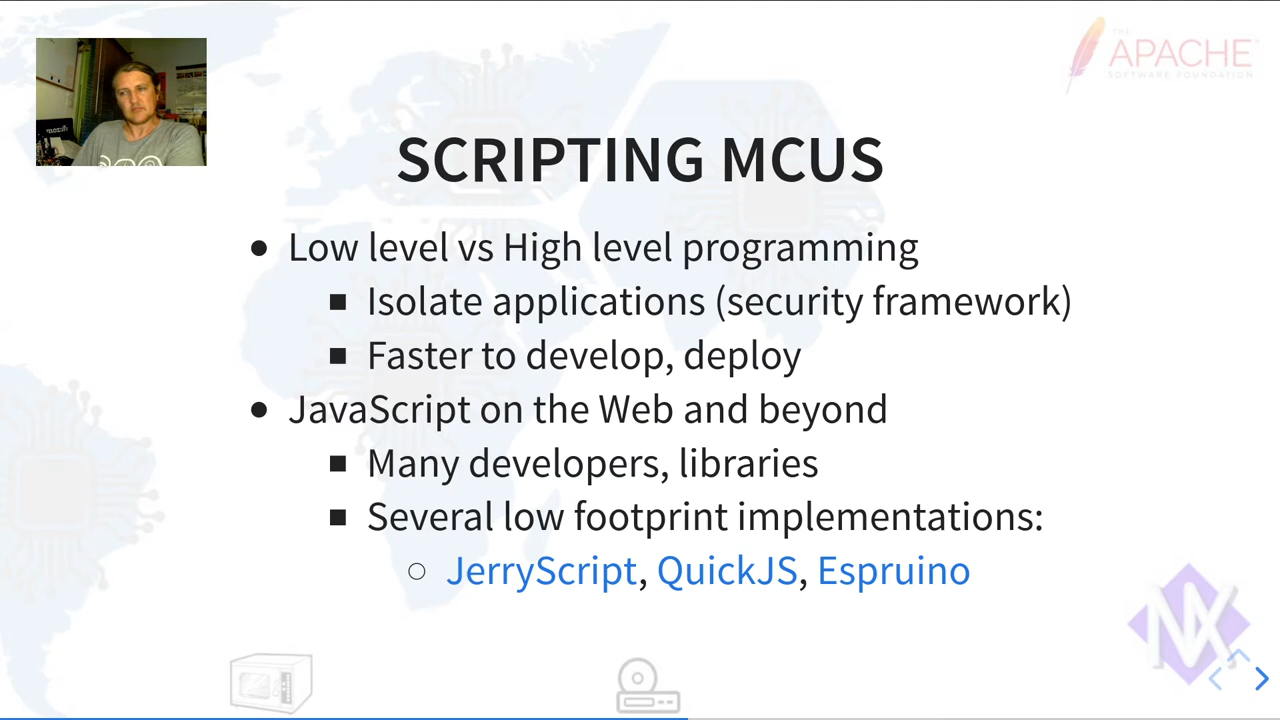 THE
APACHE
SOFTWARE FOUNDATION
SCRIPTING MCUS
Low level vs High level programming
Isolate applications (security framework)
Faster to develop, deploy
JavaScript on the Web and beyond
Many developers, libraries
Several low footprint implementations:
JerryScript, QuickJS, Espruino
NX